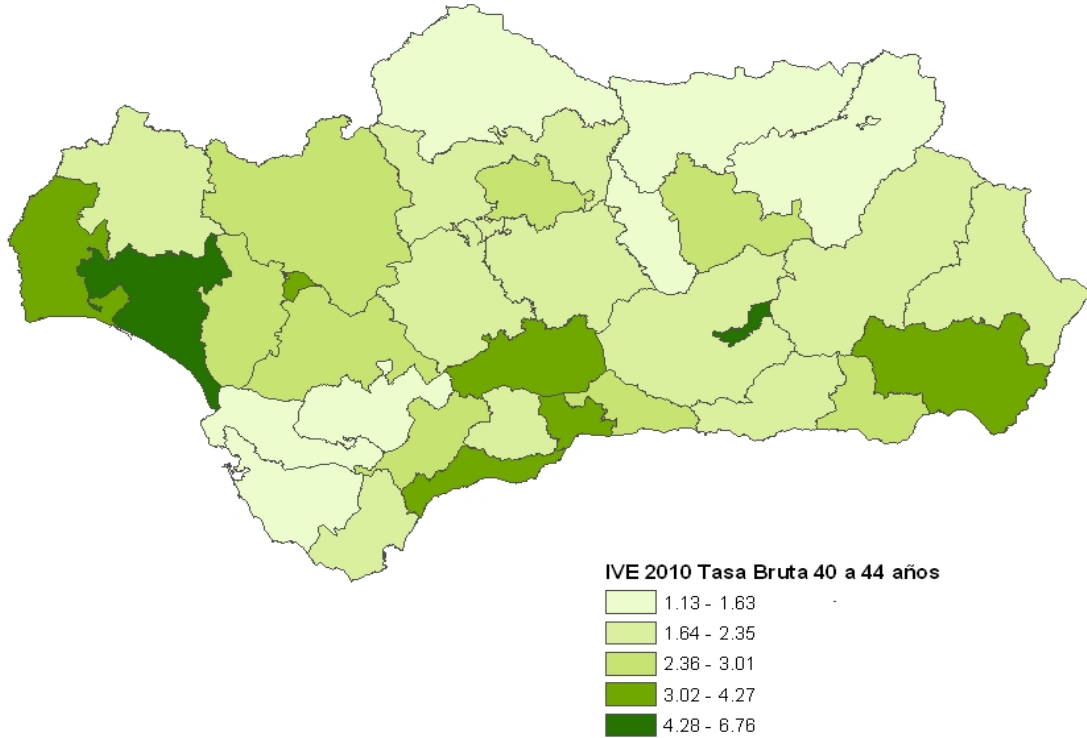 IVE 2010 Tasa Bruta 40 a 44 años
1.13 - 1.63
1.64 - 2.35
2.36 - 3.01
3.02 - 4.27
4.28 - 6.76